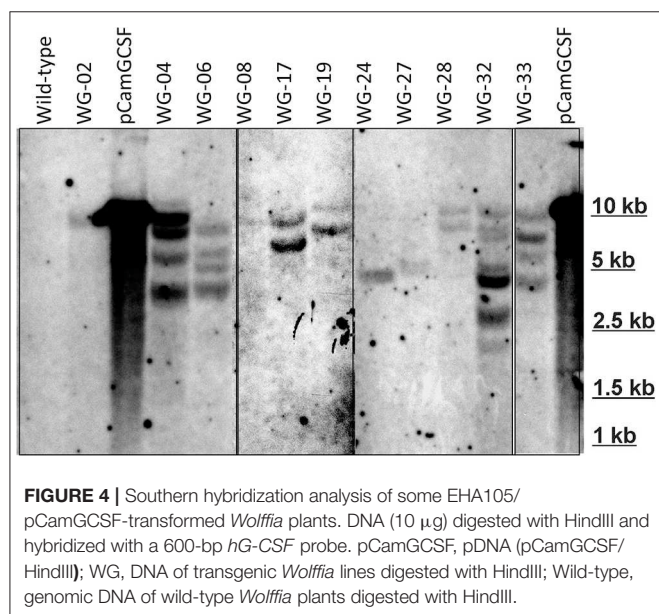 Wild-type
WG-02
pCamGCSF
WG-04
WG-06
WG-08
WG-17
WG-19
WG-24
WG-27
WG-28
WG-32
WG-33
pCamGCSF
10 kb
5 kb
2.5 kb
1.5 kb
1 kb
FIGURE 4 | Southern hybridization analysis of some EHA105/
pCamGCSF-transformed Wolffia plants. DNA (10 μg) digested with HindIII and
hybridized with a 600-bp hG-CSF probe. pCamGCSF, pDNA (pCamGCSF/
HindIII); WG, DNA of transgenic Wolffia lines digested with HindIII; Wild-type,
genomic DNA of wild-type Wolffia plants digested with HindIII.